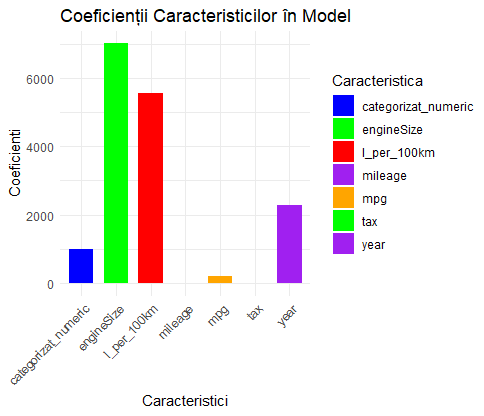 Coeficienții Caracteristicilor în Model
Coeficienti
6000
4000
2000
0
categorizat_numeric
engineSize
l_per_100km
mileage
mpg
tax
year
Caracteristici
Caracteristica
categorizat_numeric
engineSize
l_per_100km
mileage
mpg
tax
year